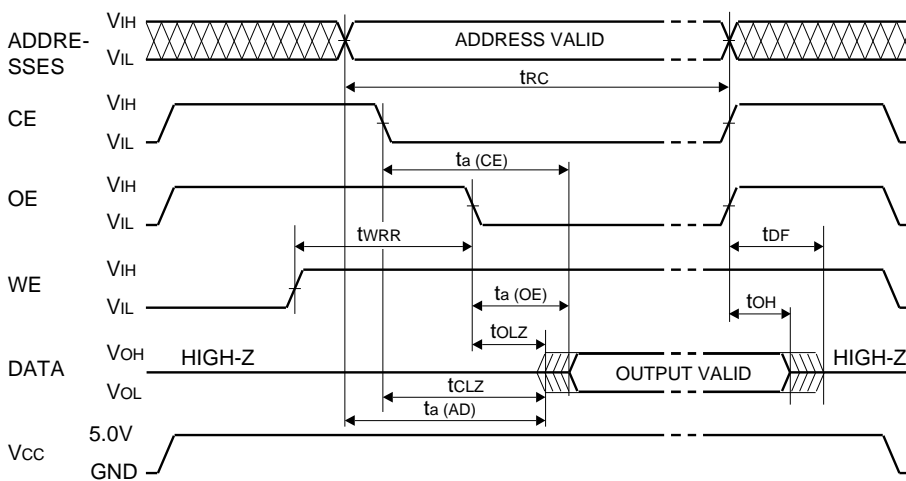 ADDRE-
SSES
VIH
VIL
ADDRESS VALID
tRC
CE
VIH
VIL
ta (CE)
OE
VIH
VIL
tWRR
tDF
WE
VIH
VIL
ta (OE)
tOH
tOLZ
DATA
VOH
VOL
HIGH-Z
OUTPUT VALID
HIGH-Z
tCLZ
ta (AD)
VCC
5.0V
GND